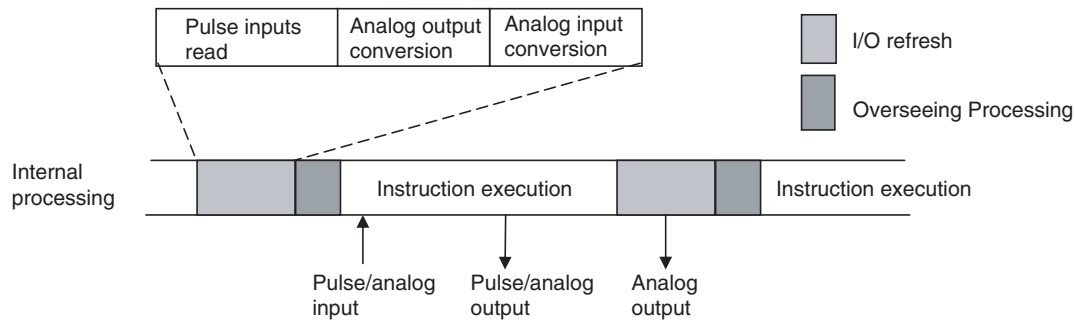 Pulse inputs
read
Analog output
conversion
Analog input
conversion
I/O refresh
Overseeing Processing
Internal
processing
Instruction execution
Instruction execution
Pulse/analog
input
Pulse/analog
output
Analog
output